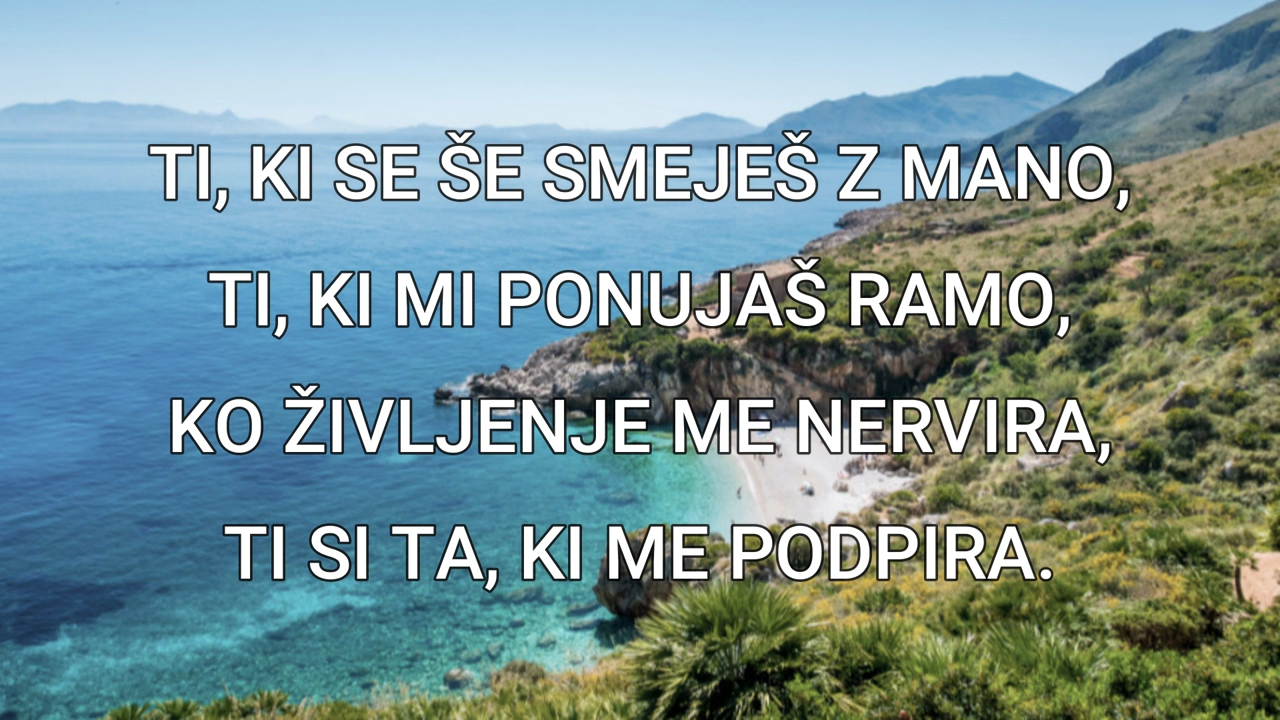 TI, KI SE ŠE SMEJEŠ Z MANO,
TI, KI MI PONUJAŠ RAMO,
KO ŽIVLJENJE ME NERVIRA,
TI SI TA, KI ME PODPIRA.